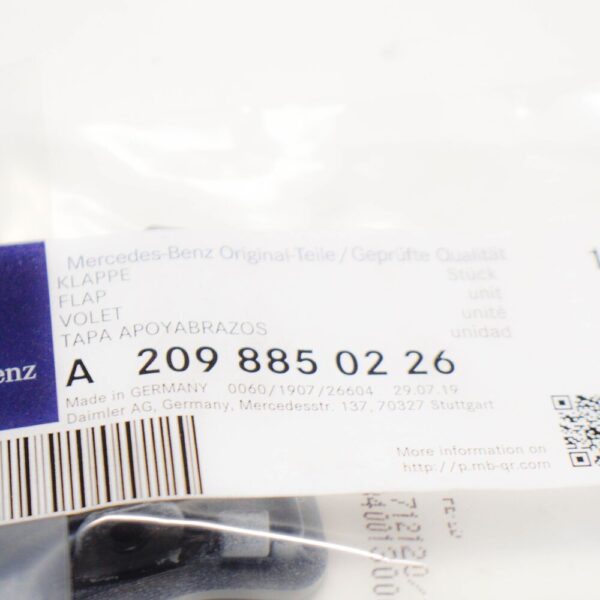 Mercedes-Benz Original-Teile / Geprüfte Qualität
KLAPPE Stück
FLAP unit
VOLET unité
TAPA APOYABRAZOS unidad
enz
A 209 885 02 26
Made in GERMANY 0060/1907/26604 29.07.19
Daimler AG, Germany, Mercedesstr. 137, 70327 Stuttgart
More information on
http://p.mb-qr.com